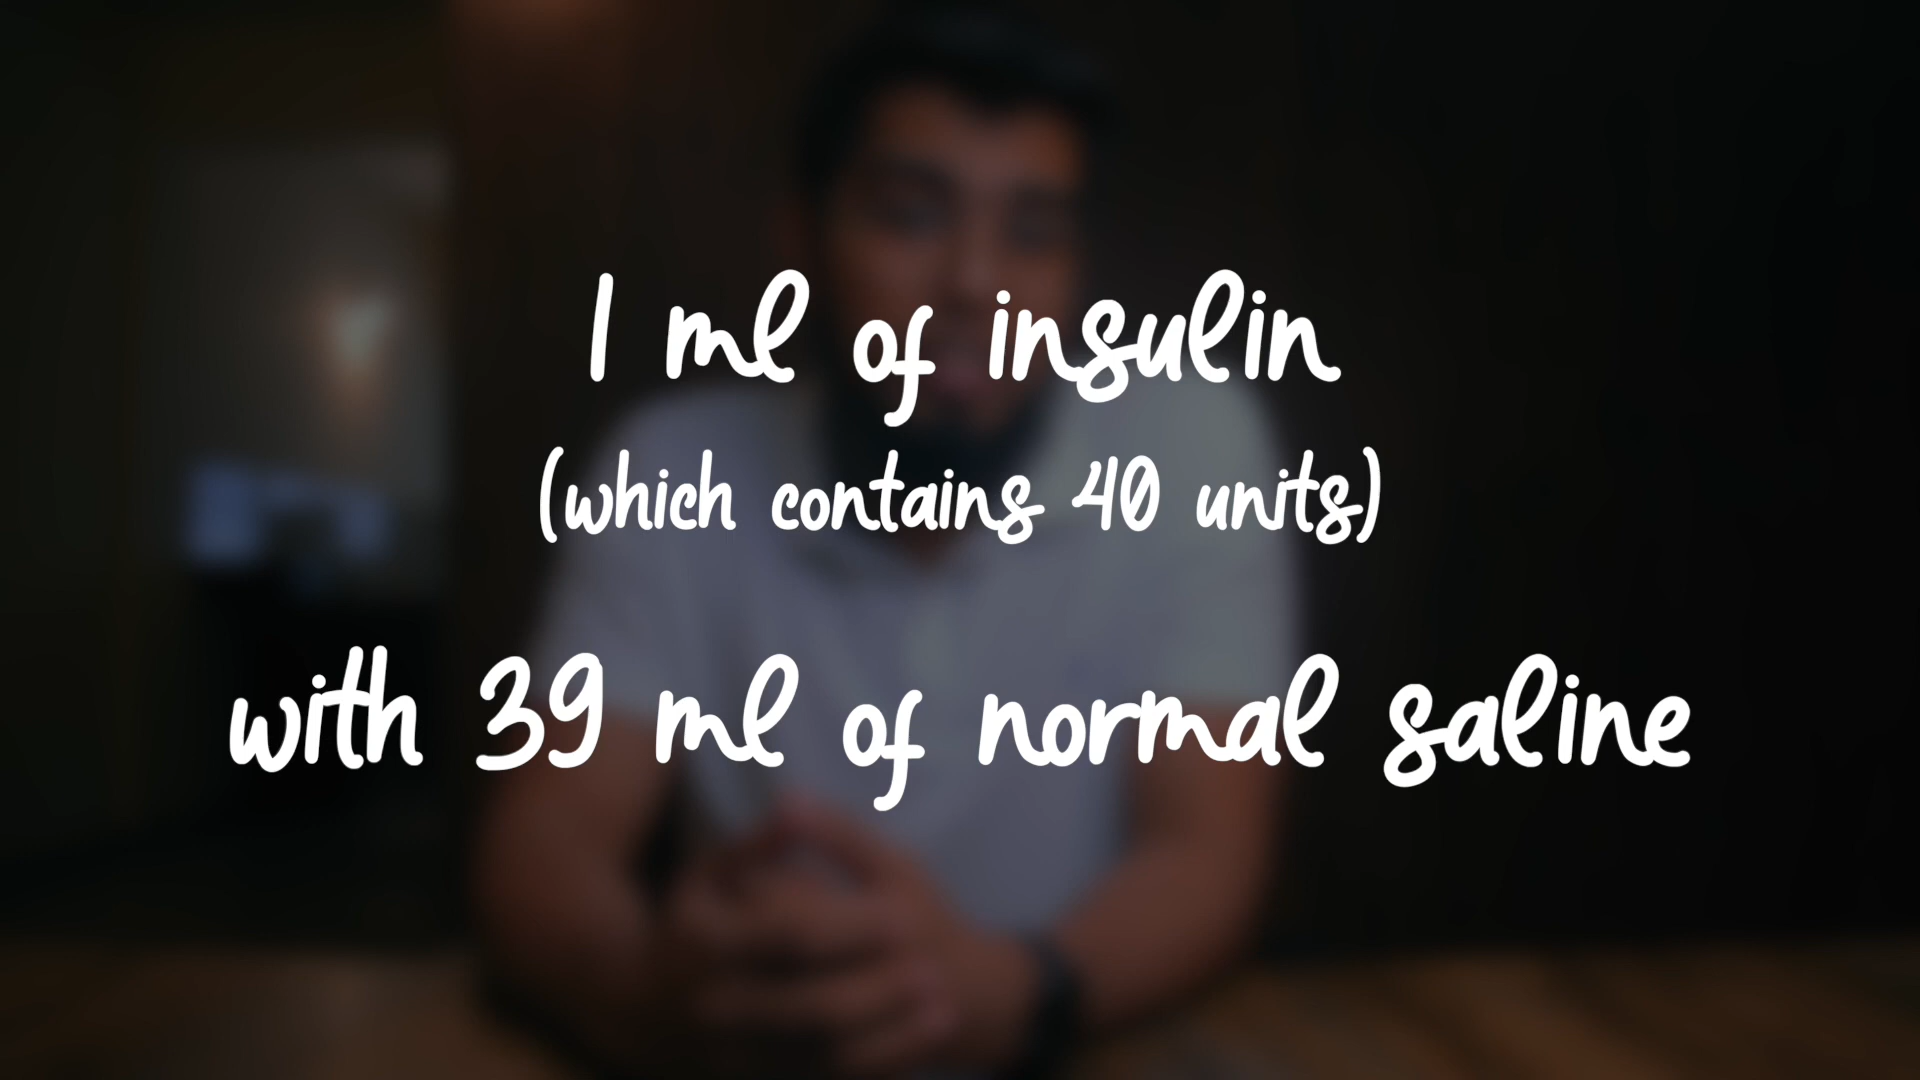 1 ml of insulin
(which contains 40 units)
with 39 ml of normal saline